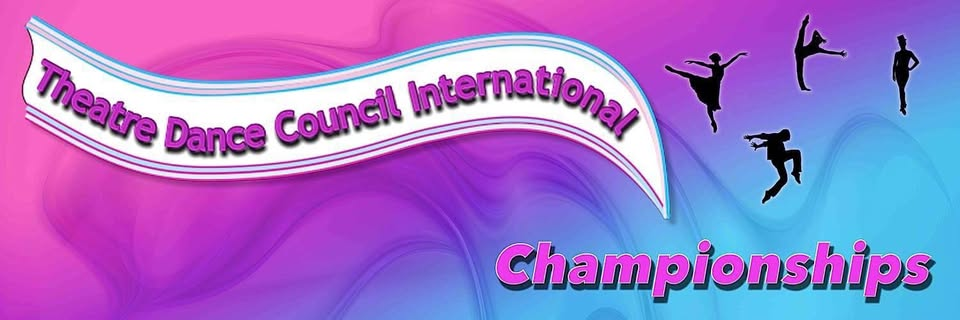 Theatre Dance Council International
Championships